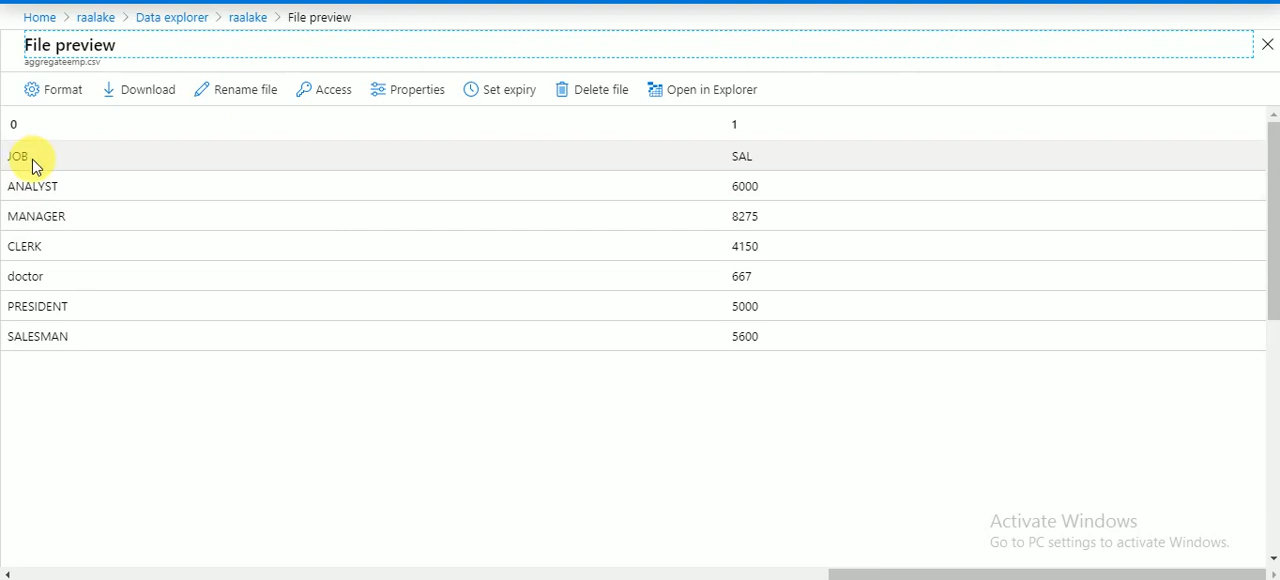 Home > raalake > Data explorer > raalake > File preview
File preview
aggregateemp.csv
Format Download Rename file Access Properties Set expiry Delete file Open in Explorer
0 1
JOB SAL
ANALYST 6000
MANAGER 8275
CLERK 4150
doctor 667
PRESIDENT 5000
SALESMAN 5600
Activate Windows
Go to PC settings to activate Windows.